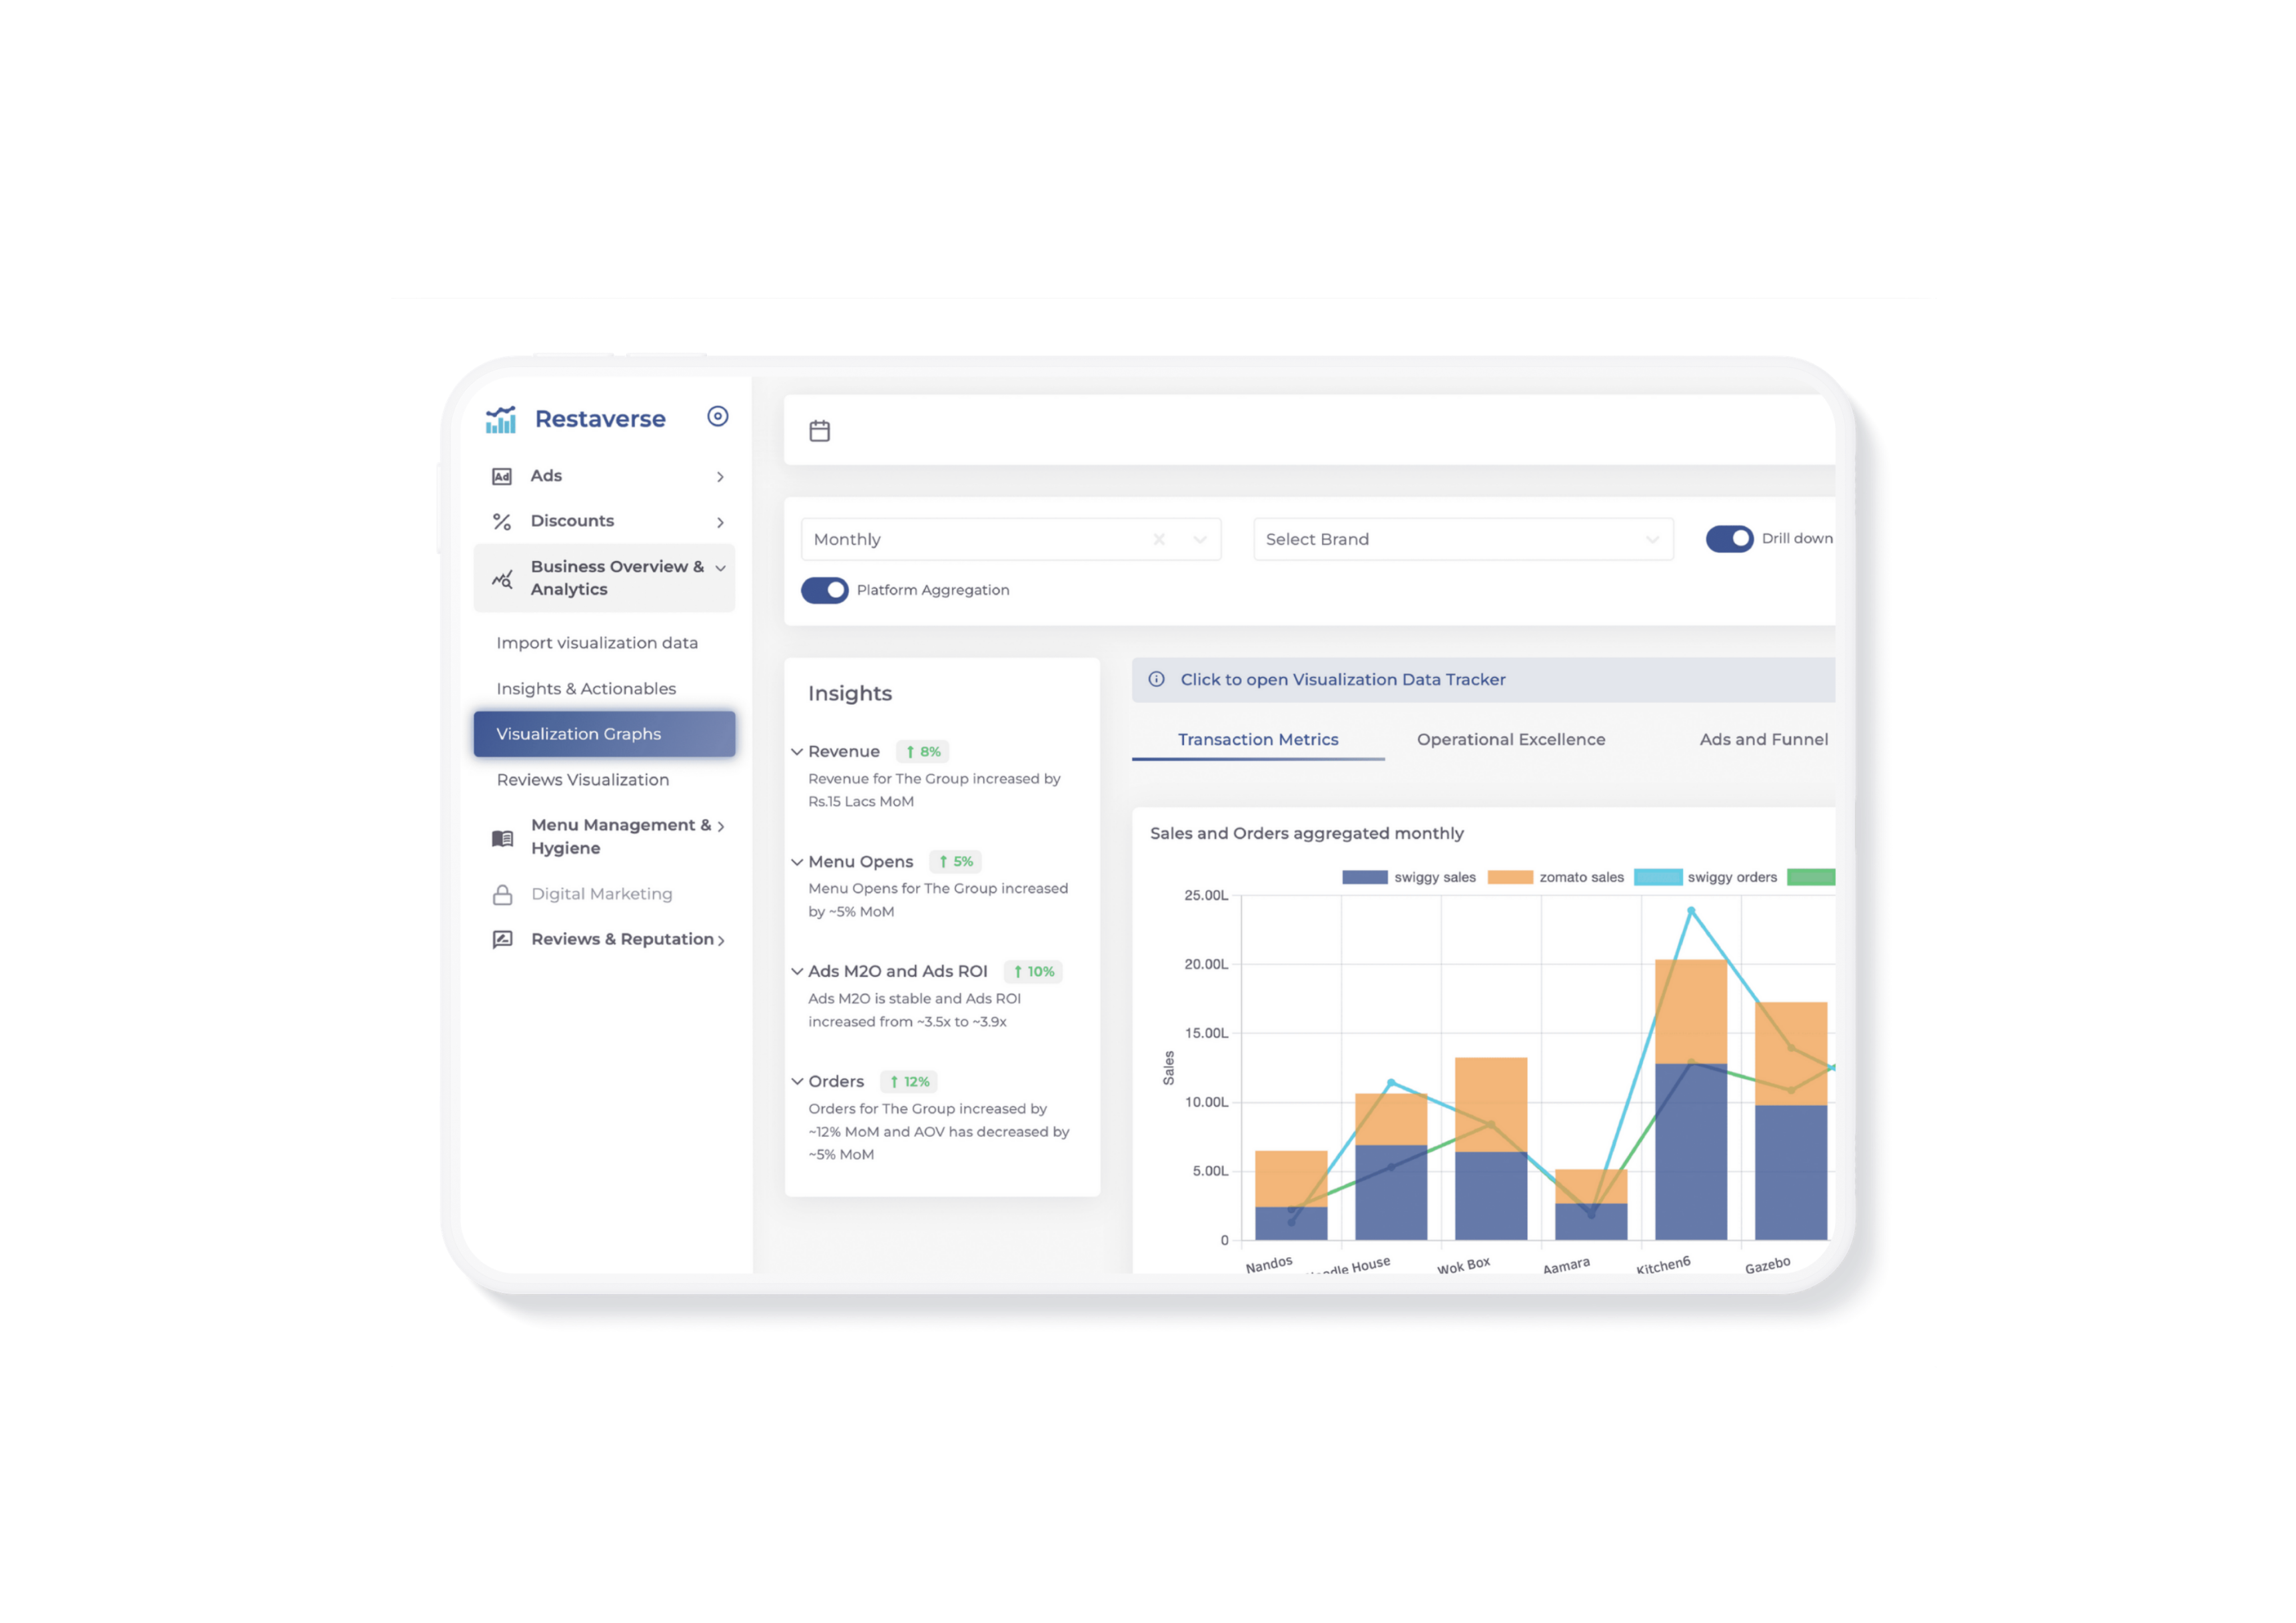 Restaverse
Ad
Ads
Discounts
Business Overview &
Analytics
Import visualization data
Insights & Actionables
Visualization Graphs
Reviews Visualization
Menu Management &
Hygiene
Digital Marketing
Reviews & Reputation
Monthly
Select Brand
Drill down
Platform Aggregation
Insights
Revenue ↑ 8%
Revenue for The Group increased by
Rs.15 Lacs MoM
Menu Opens ↑ 5%
Menu Opens for The Group increased
by ~5% MoM
Ads M2O and Ads ROI ↑ 10%
Ads M2O is stable and Ads ROI
increased from ~3.5x to ~3.9x
Orders ↑ 12%
Orders for The Group increased by
~12% MoM and AOV has decreased by
~5% MoM
Click to open Visualization Data Tracker
Transaction Metrics
Operational Excellence
Ads and Funnel
Sales and Orders aggregated monthly
swiggy sales
zomato sales
swiggy orders
25.00L
20.00L
15.00L
10.00L
5.00L
0
Sales
Nandos
House
Wok Box
Aamara
Kitchen6
Gazebo